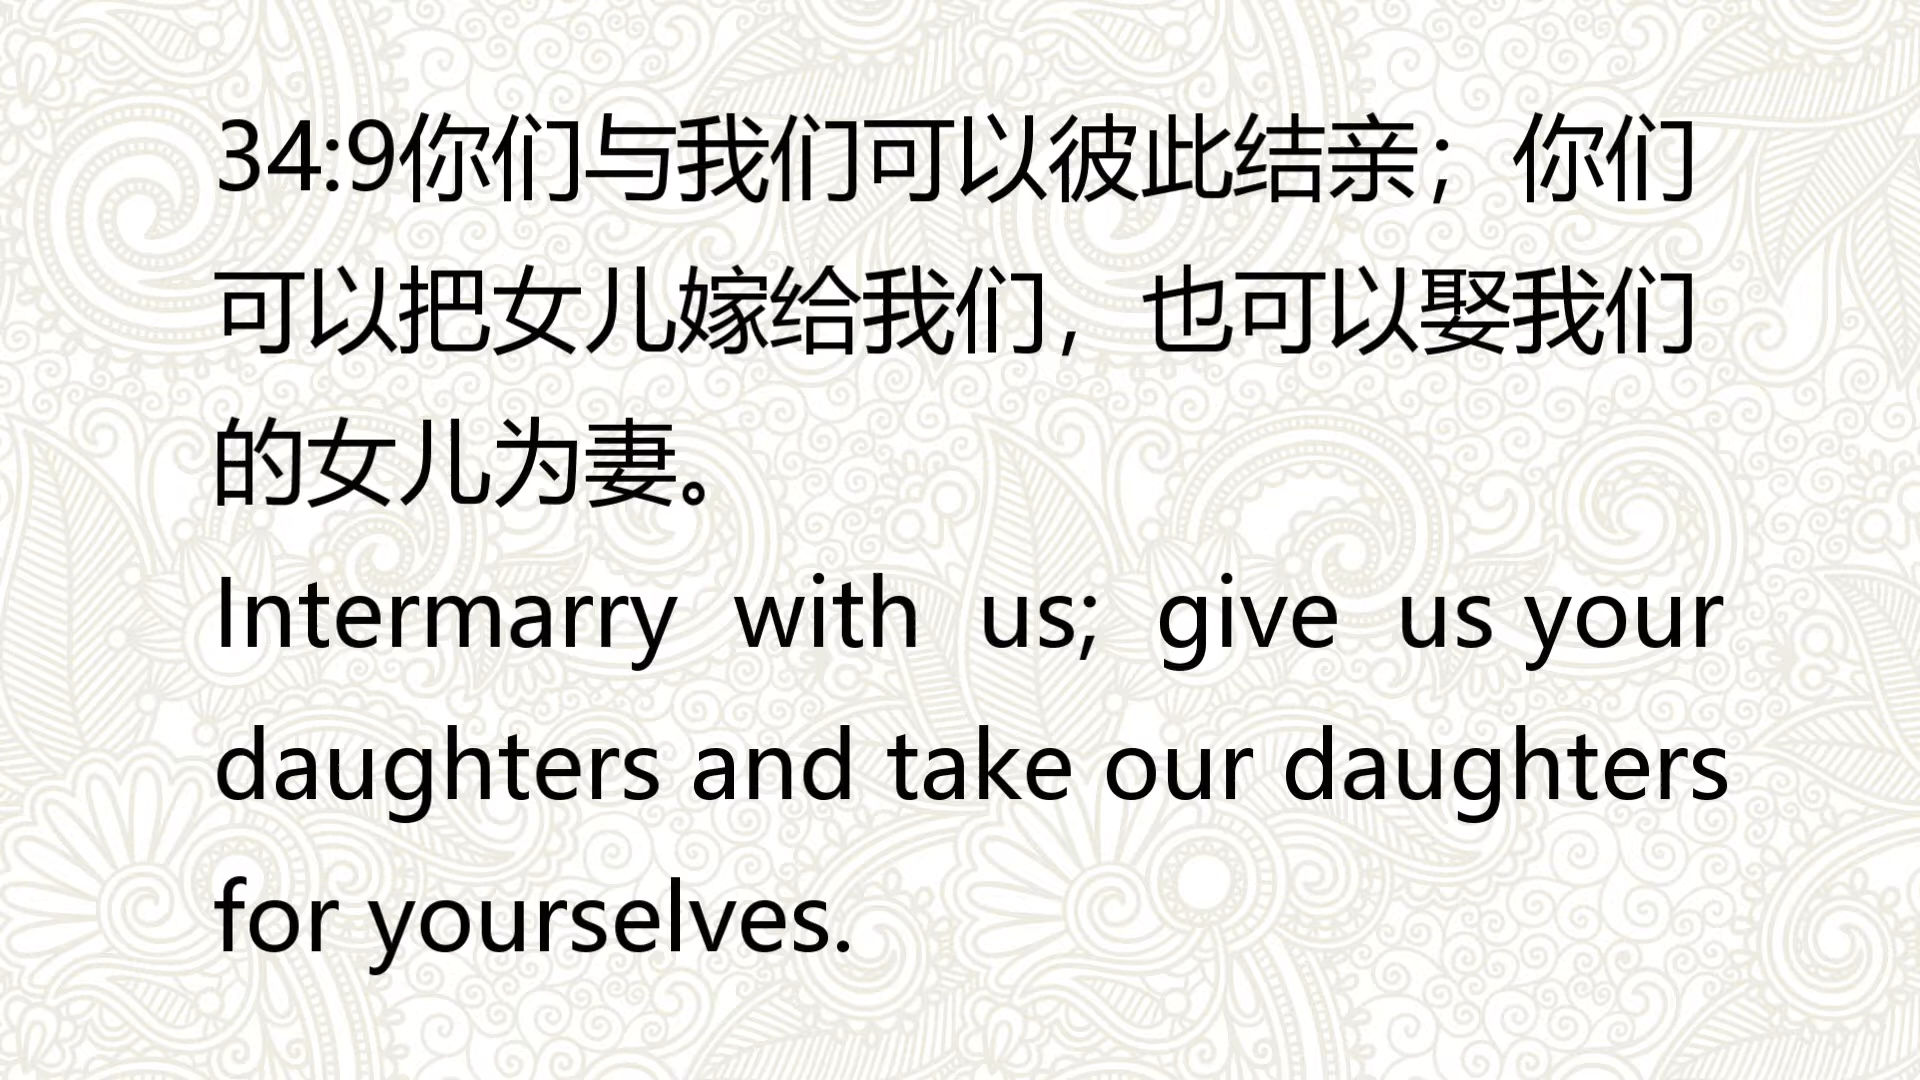 34:9你们与我们可以彼此结亲；你们
可以把女儿嫁给我们，也可以娶我们
的女儿为妻。
Intermarry with us; give us your
daughters and take our daughters
for yourselves.